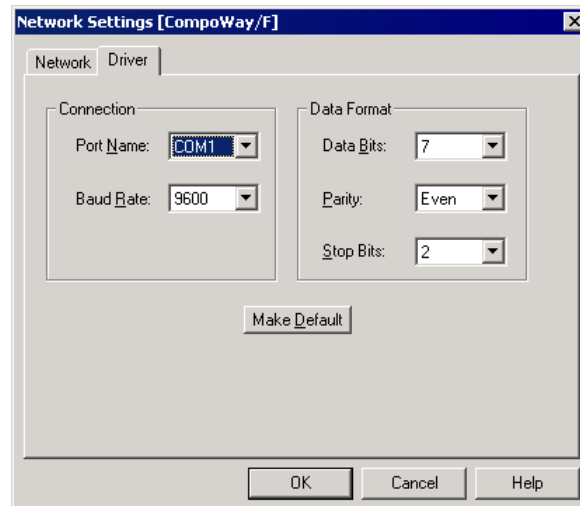 Network Settings [CompoWay/F]
Network Driver
Connection
Port Name: COM1
Baud Rate: 9600
Data Format
Data Bits: 7
Parity: Even
Stop Bits: 2
Make Default
OK Cancel Help